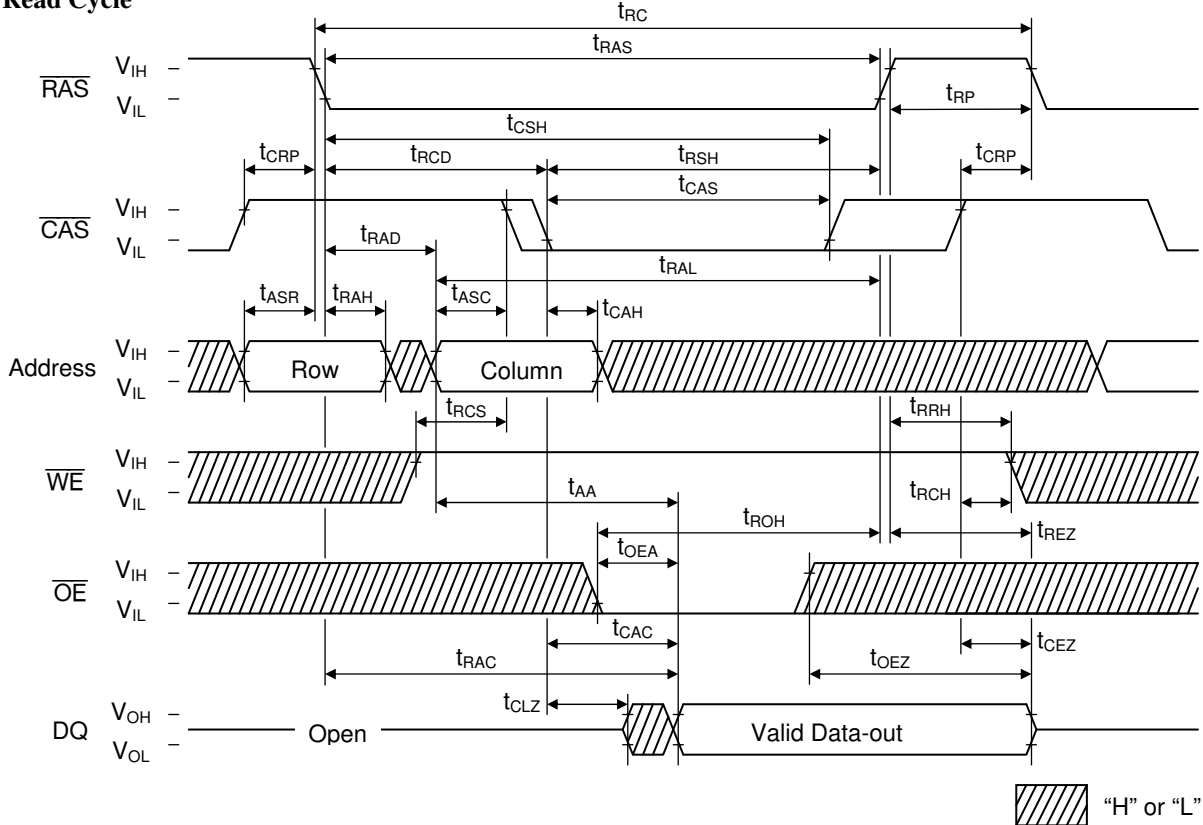 Read Cycle
tRC
tRAS
VIH
RAS
VIL
tRP
tCSH
tCRP
tRCD
tRSH
tCRP
tCAS
VIH
CAS
VIL
tRAD
tRAL
tASR
tRAH
tASC
tCAH
VIH
Address
Row
Column
VIL
tRCS
tRRH
VIH
WE
VIL
tAA
tRCH
tROH
tREZ
tOEA
VIH
OE
VIL
tCAC
tCEZ
tRAC
tOEZ
tCLZ
VOH
DQ
Open
Valid Data-out
VOL
“H” or “L”